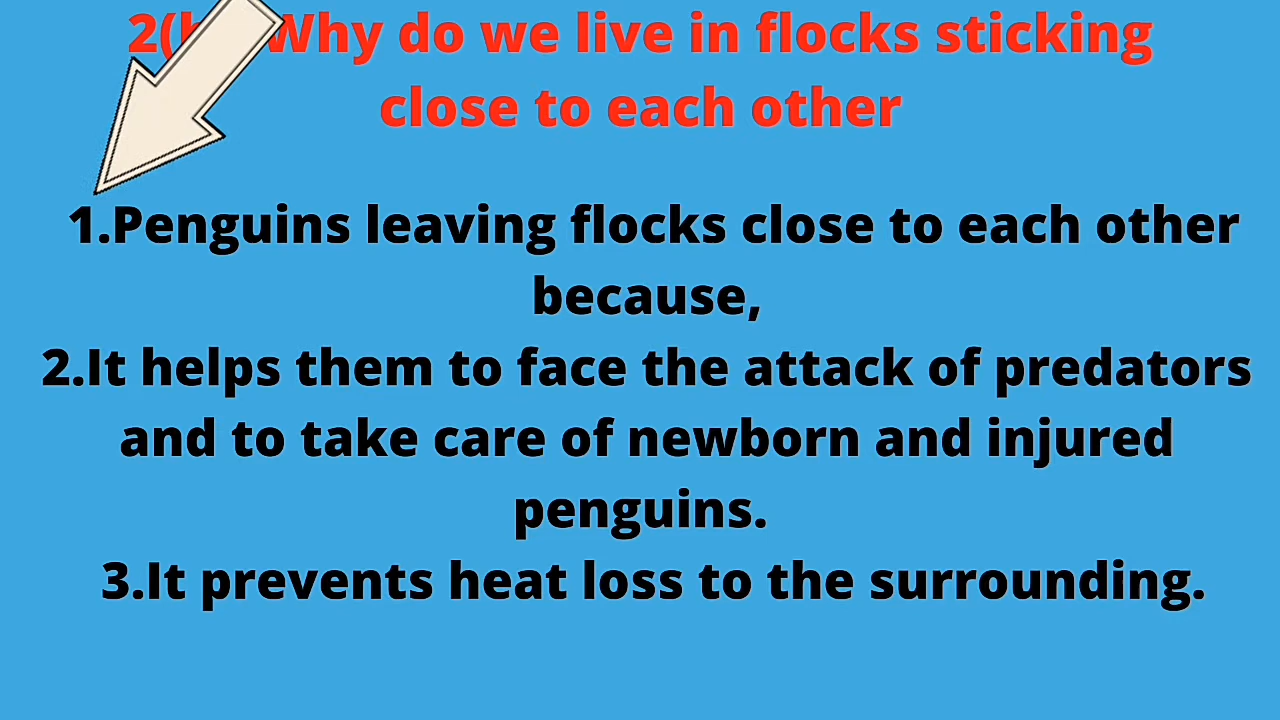 2( Why do we live in flocks sticking
close to each other
1.Penguins leaving flocks close to each other
because,
2.It helps them to face the attack of predators
and to take care of newborn and injured
penguins.
3.It prevents heat loss to the surrounding.